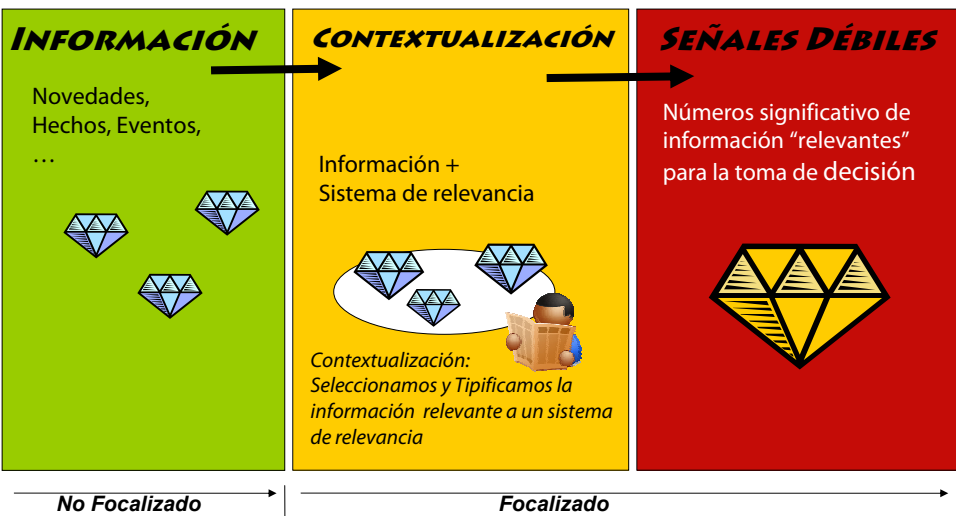 INFORMACIÓN
Novedades,
Hechos, Eventos,
…
CONTEXTUALIZACIÓN
Información +
Sistema de relevancia
Contextualización:
Seleccionamos y Tipificamos la
información relevante a un sistema
de relevancia
SEÑALES DÉBILES
Números significativo de
información “relevantes”
para la toma de decisión
No Focalizado
Focalizado